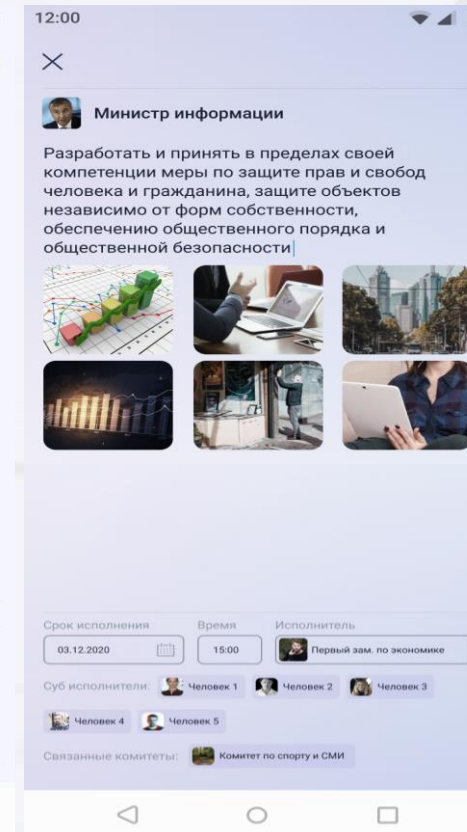 12:00
Министр информации
Разработать и принять в пределах своей
компетенции меры по защите прав и свобод
человека и гражданина, защите объектов
независимо от форм собственности,
обеспечению общественного порядка и
общественной безопасности
Срок исполнения Время Исполнитель
03.12.2020 15:00 Первый зам. по экономике
Суб исполнители: Человек 1 Человек 2 Человек 3
Человек 4 Человек 5
Связанные комитеты: Комитет по спорту и СМИ